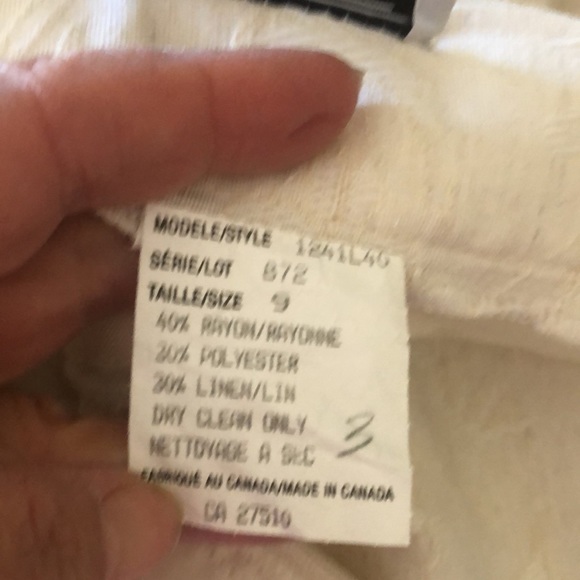 MODELE/STYLE 1241L40
SÉRIE/LOT 872
TAILLE/SIZE 9
40% RAYON/RAYONNE
30% POLYESTER
30% LINEN/LIN
DRY CLEAN ONLY 3
NETTOYAGE A SEC
FABRIQUÉ AU CANADA/MADE IN CANADA
CA 27510